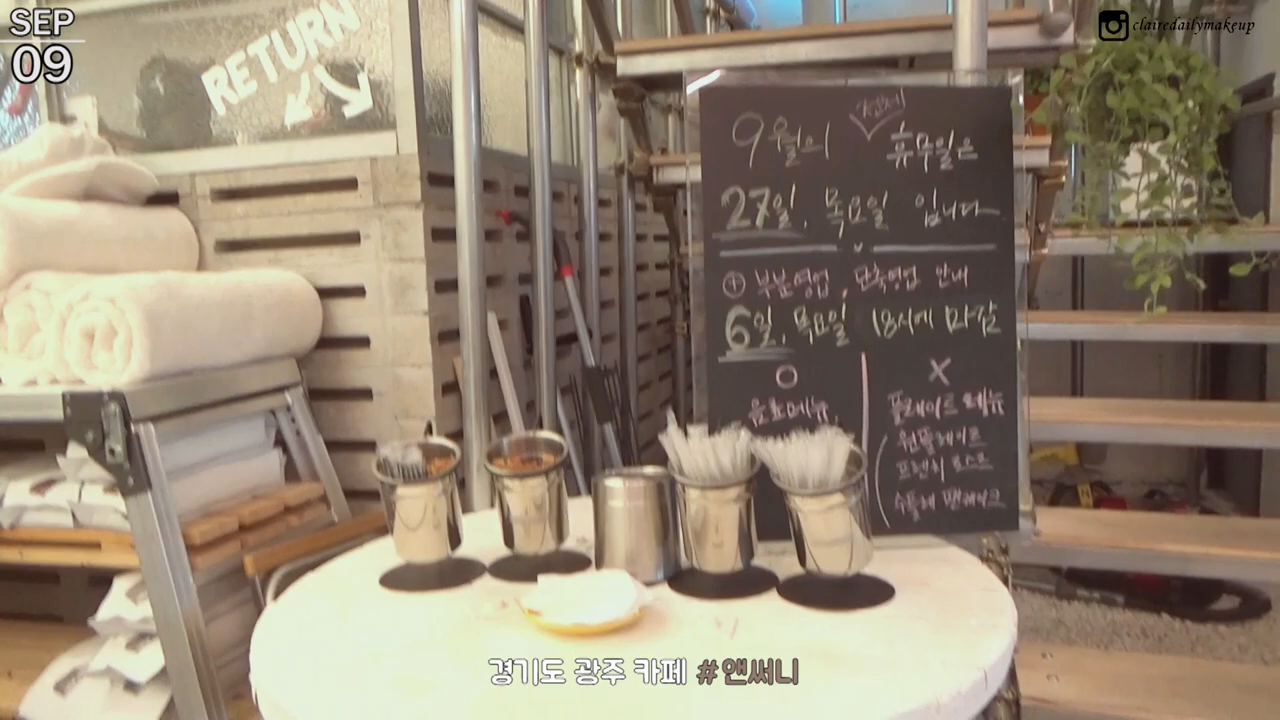 SEP
09
clairedailymakeup
RETURN
전체
9월의 휴무일은
27일, 목요일 입니다
+ 부분영업, 단축영업 안내
6일, 목요일, 18시에 마감
O X
음료메뉴, 플레이트 메뉴
원플레이트
프렌치 토스트
수플레 팬케이크
경기도 광주 카페 #앤써니